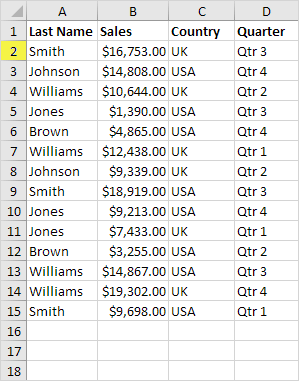 A B C D
1 Last Name Sales Country Quarter
2 Smith $16,753.00 UK Qtr 3
3 Johnson $14,808.00 USA Qtr 4
4 Williams $10,644.00 UK Qtr 2
5 Jones $1,390.00 USA Qtr 3
6 Brown $4,865.00 USA Qtr 4
7 Williams $12,438.00 UK Qtr 1
8 Johnson $9,339.00 UK Qtr 2
9 Smith $18,919.00 USA Qtr 3
10 Jones $9,213.00 USA Qtr 4
11 Jones $7,433.00 UK Qtr 1
12 Brown $3,255.00 USA Qtr 2
13 Williams $14,867.00 USA Qtr 3
14 Williams $19,302.00 UK Qtr 4
15 Smith $9,698.00 USA Qtr 1
16
17
18